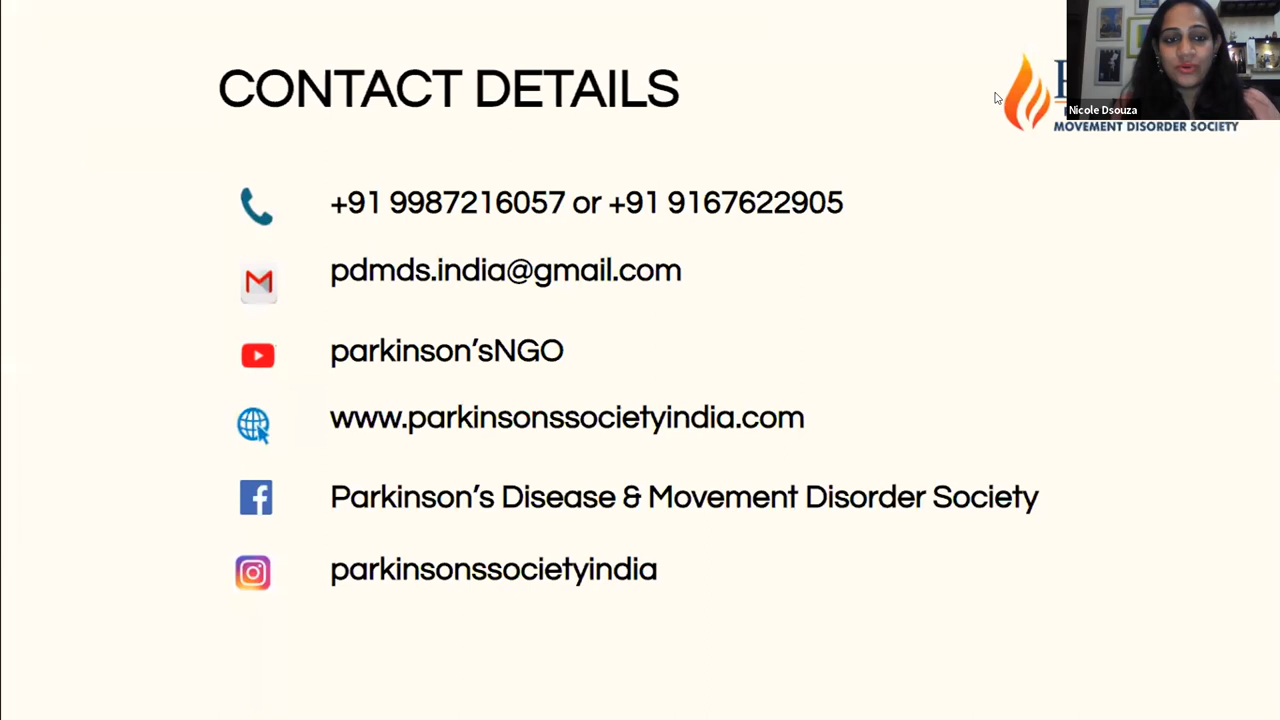 CONTACT DETAILS
Nicole Dsouza
MOVEMENT DISORDER SOCIETY
+91 9987216057 or +91 9167622905
pdmds.india@gmail.com
parkinson’sNGO
www.parkinsonssocietyindia.com
Parkinson’s Disease & Movement Disorder Society
parkinsonssocietyindia